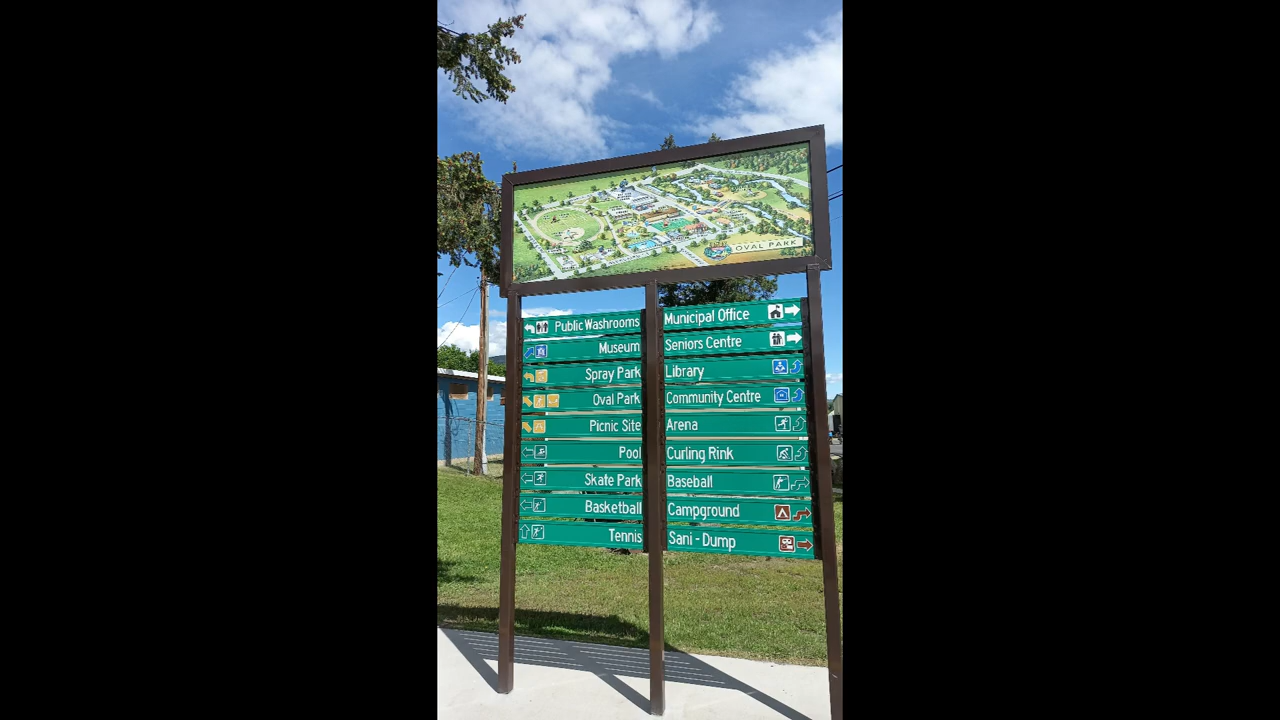 OVAL PARK
Public Washrooms
Museum
Spray Park
Oval Park
Picnic Site
Pool
Skate Park
Basketball
Tennis
Municipal Office
Seniors Centre
Library
Community Centre
Arena
Curling Rink
Baseball
Campground
Sani - Dump